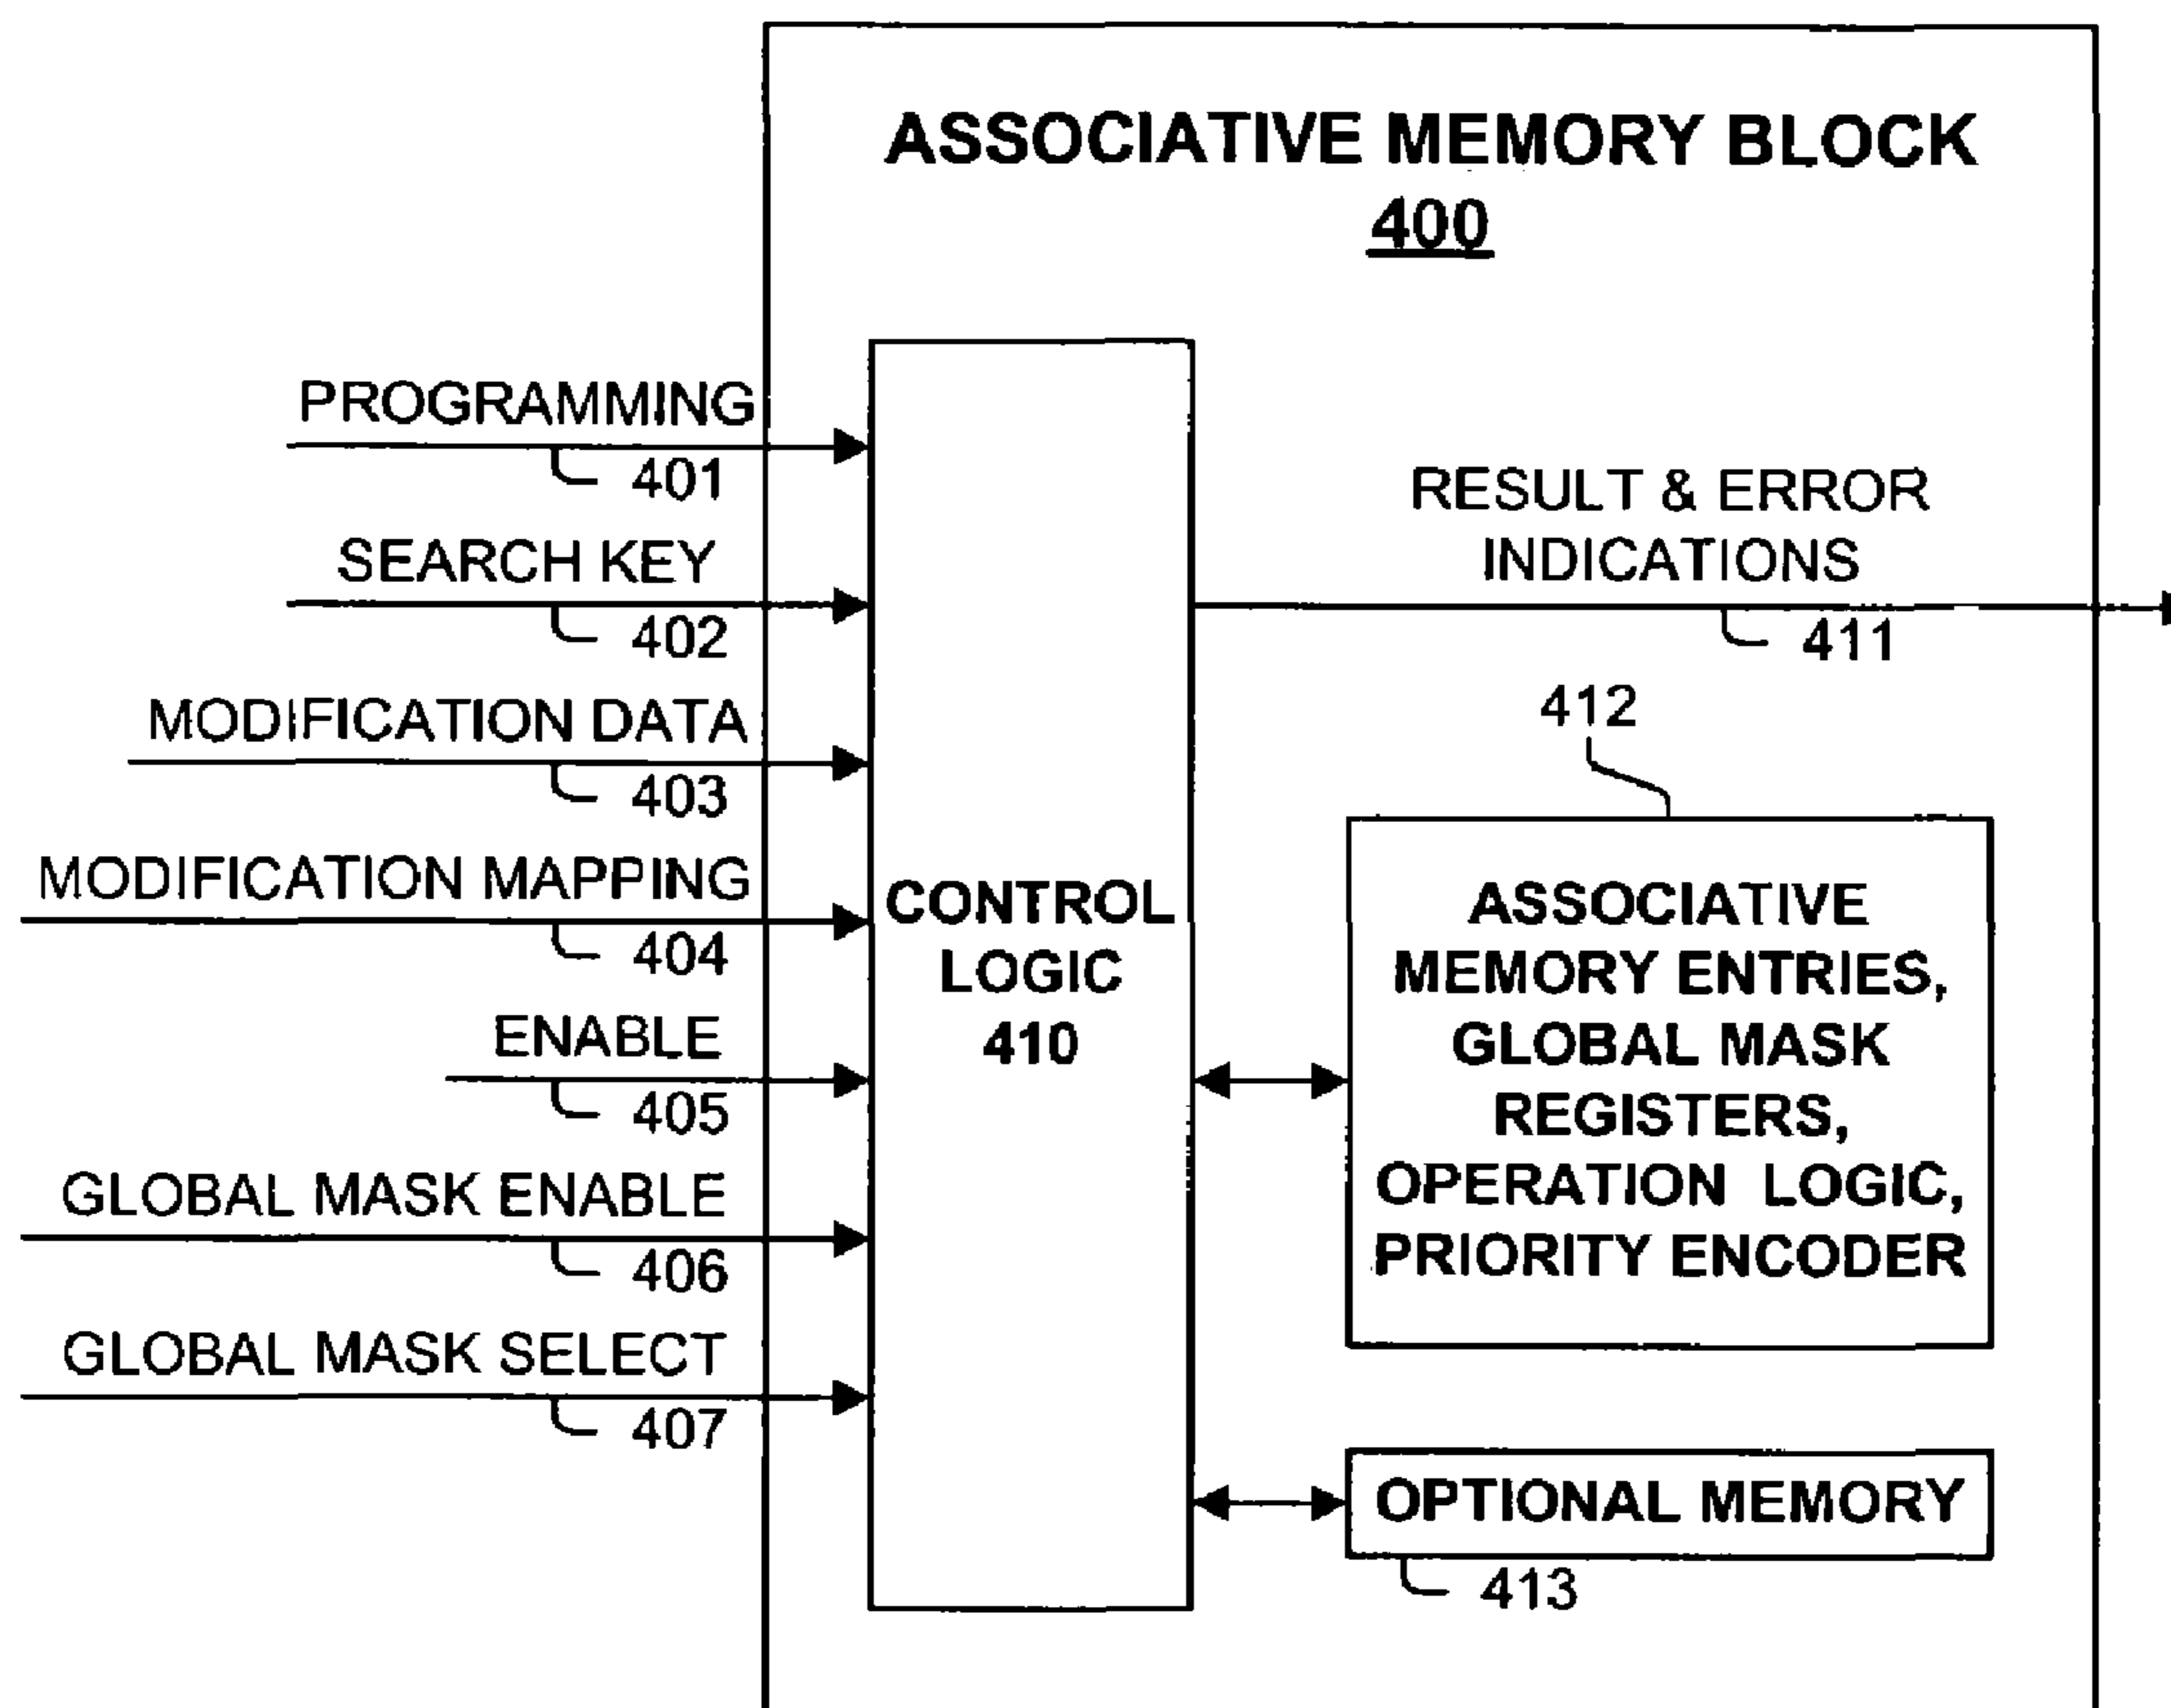 ASSOCIATIVE MEMORY BLOCK
400
PROGRAMMING
401
SEARCH KEY
402
MODIFICATION DATA
403
MODIFICATION MAPPING
404
ENABLE
405
GLOBAL MASK ENABLE
406
GLOBAL MASK SELECT
407
CONTROL
LOGIC
410
RESULT & ERROR
INDICATIONS
411
412
ASSOCIATIVE
MEMORY ENTRIES,
GLOBAL MASK
REGISTERS,
OPERATION LOGIC,
PRIORITY ENCODER
OPTIONAL MEMORY
413